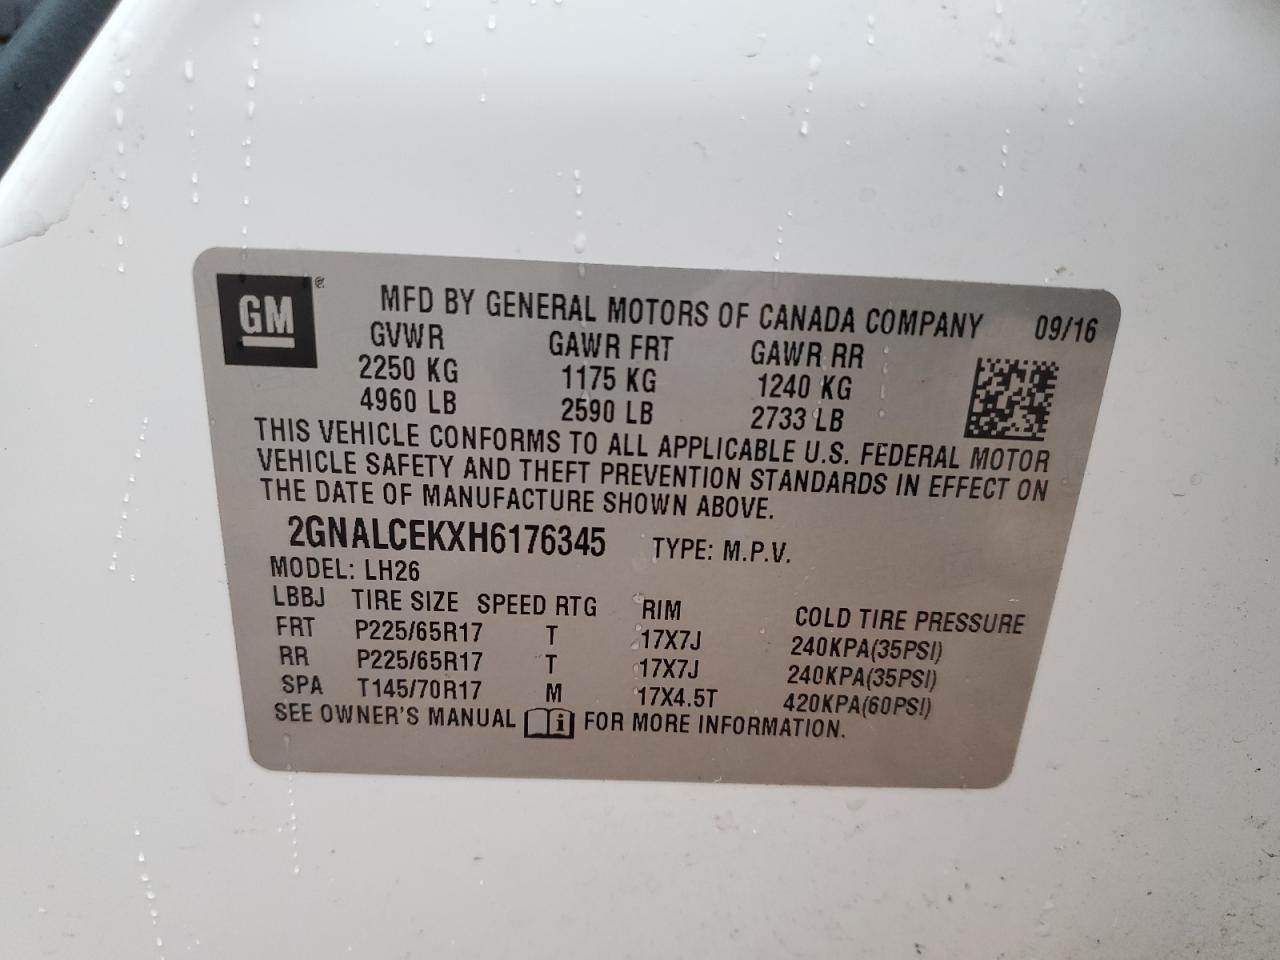 GM
MFD BY GENERAL MOTORS OF CANADA COMPANY 09/16
GVWR GAWR FRT GAWR RR
2250 KG 1175 KG 1240 KG
4960 LB 2590 LB 2733 LB
THIS VEHICLE CONFORMS TO ALL APPLICABLE U.S. FEDERAL MOTOR
VEHICLE SAFETY AND THEFT PREVENTION STANDARDS IN EFFECT ON
THE DATE OF MANUFACTURE SHOWN ABOVE.
2GNALCEKXH6176345 TYPE: M.P.V.
MODEL: LH26
LBBJ TIRE SIZE SPEED RTG RIM COLD TIRE PRESSURE
FRT P225/65R17 T 17X7J 240KPA(35PSI)
RR P225/65R17 T 17X7J 240KPA(35PSI)
SPA T145/70R17 M 17X4.5T 420KPA(60PSI)
SEE OWNER'S MANUAL i FOR MORE INFORMATION.